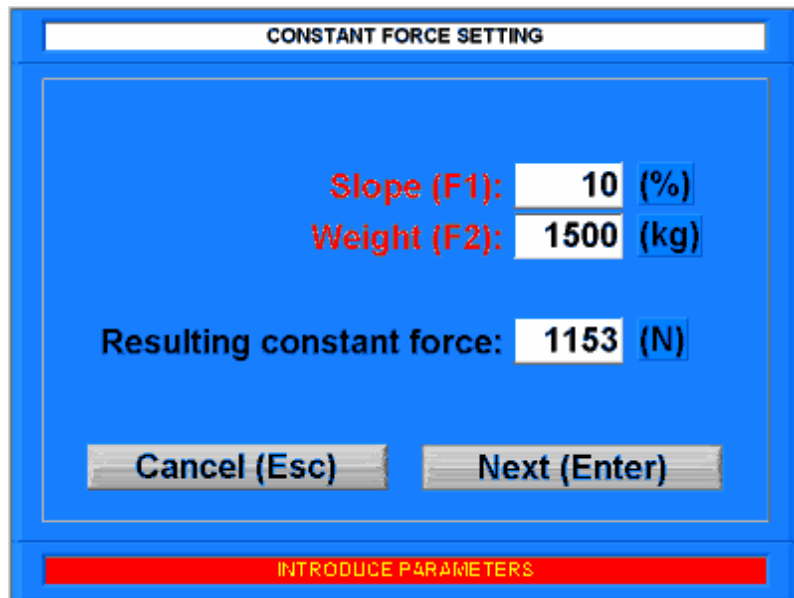 CONSTANT FORCE SETTING
Slope (F1): 10 (%)
Weight (F2): 1500 (kg)
Resulting constant force: 1153 (N)
Cancel (Esc) Next (Enter)
INTRODUCE PARAMETERS